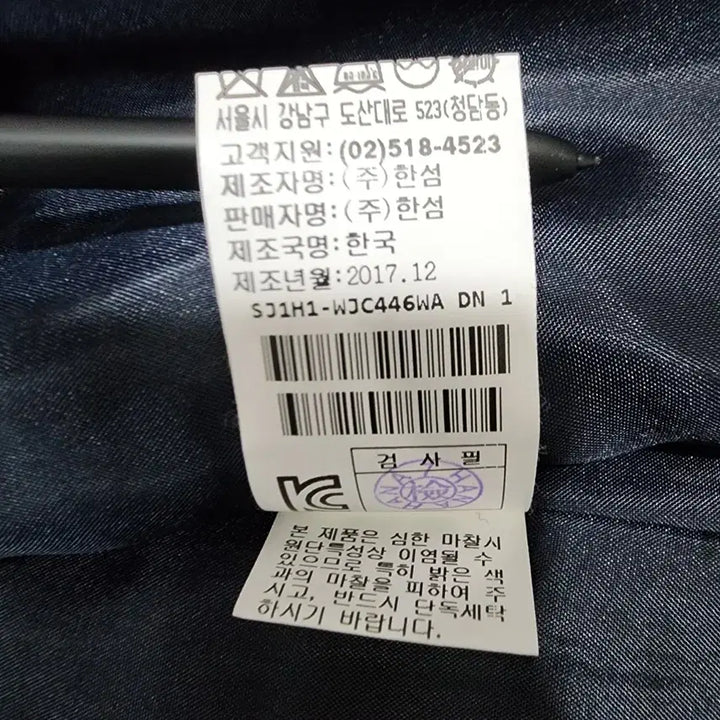 서울시 강남구 도산대로 523(청담동)
고객지원: (02)518-4523
제조자명: (주)한섬
판매자명: (주)한섬
제조국명: 한국
제조년월: 2017.12
SJ1H1-WJC446WA DN 1
검 사 필
檢
본 제품은 심한 마찰시
원단특성상 이염될 수
있으므로 특히 밝은 색
과의 마찰을 피하여 주
시고, 반드시 단독세탁
하시기 바랍니다.